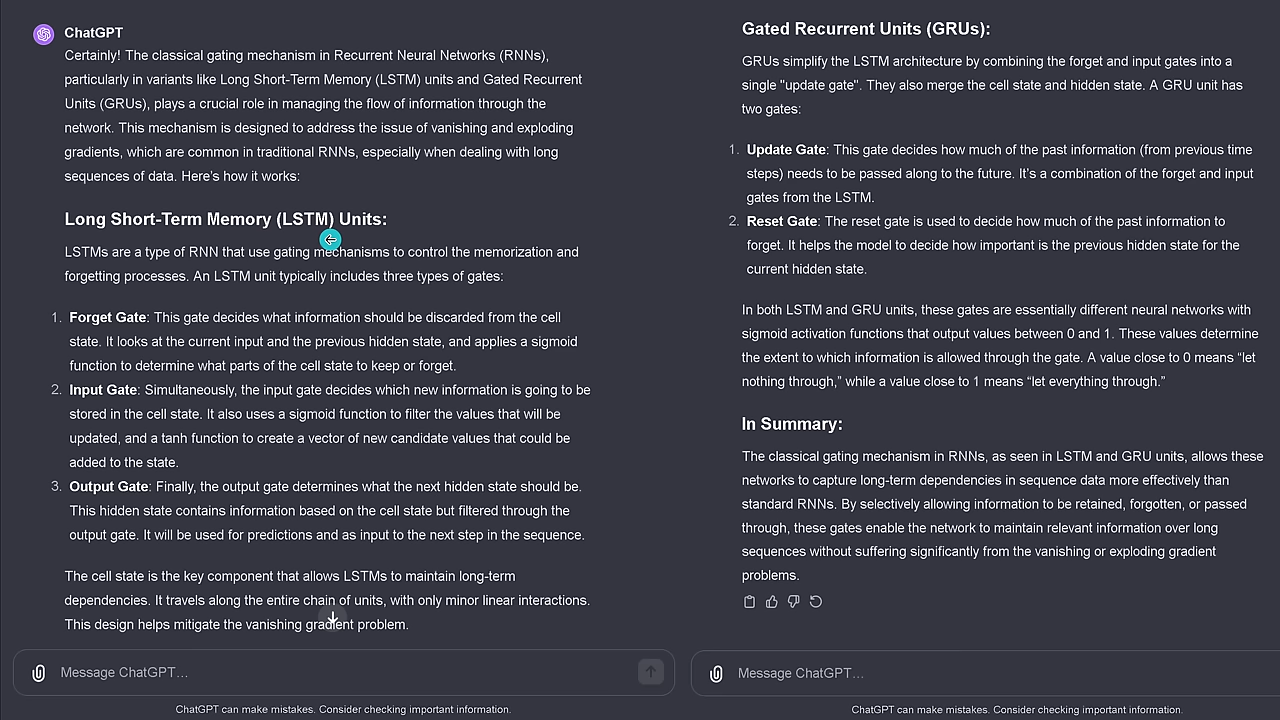 ChatGPT
Certainly! The classical gating mechanism in Recurrent Neural Networks (RNNs),
particularly in variants like Long Short-Term Memory (LSTM) units and Gated Recurrent
Units (GRUs), plays a crucial role in managing the flow of information through the
network. This mechanism is designed to address the issue of vanishing and exploding
gradients, which are common in traditional RNNs, especially when dealing with long
sequences of data. Here's how it works:
Long Short-Term Memory (LSTM) Units:
LSTMs are a type of RNN that use gating mechanisms to control the memorization and
forgetting processes. An LSTM unit typically includes three types of gates:
1. Forget Gate: This gate decides what information should be discarded from the cell
state. It looks at the current input and the previous hidden state, and applies a sigmoid
function to determine what parts of the cell state to keep or forget.
2. Input Gate: Simultaneously, the input gate decides which new information is going to be
stored in the cell state. It also uses a sigmoid function to filter the values that will be
updated, and a tanh function to create a vector of new candidate values that could be
added to the state.
3. Output Gate: Finally, the output gate determines what the next hidden state should be.
This hidden state contains information based on the cell state but filtered through the
output gate. It will be used for predictions and as input to the next step in the sequence.
The cell state is the key component that allows LSTMs to maintain long-term
dependencies. It travels along the entire chain of units, with only minor linear interactions.
This design helps mitigate the vanishing gradient problem.
Message ChatGPT...
ChatGPT can make mistakes. Consider checking important information.
Gated Recurrent Units (GRUs):
GRUs simplify the LSTM architecture by combining the forget and input gates into a
single "update gate". They also merge the cell state and hidden state. A GRU unit has
two gates:
1. Update Gate: This gate decides how much of the past information (from previous time
steps) needs to be passed along to the future. It's a combination of the forget and input
gates from the LSTM.
2. Reset Gate: The reset gate is used to decide how much of the past information to
forget. It helps the model to decide how important is the previous hidden state for the
current hidden state.
In both LSTM and GRU units, these gates are essentially different neural networks with
sigmoid activation functions that output values between 0 and 1. These values determine
the extent to which information is allowed through the gate. A value close to 0 means “let
nothing through,” while a value close to 1 means “let everything through.”
In Summary:
The classical gating mechanism in RNNs, as seen in LSTM and GRU units, allows these
networks to capture long-term dependencies in sequence data more effectively than
standard RNNs. By selectively allowing information to be retained, forgotten, or passed
through, these gates enable the network to maintain relevant information over long
sequences without suffering significantly from the vanishing or exploding gradient
problems.
Message ChatGPT...
ChatGPT can make mistakes. Consider checking important information.